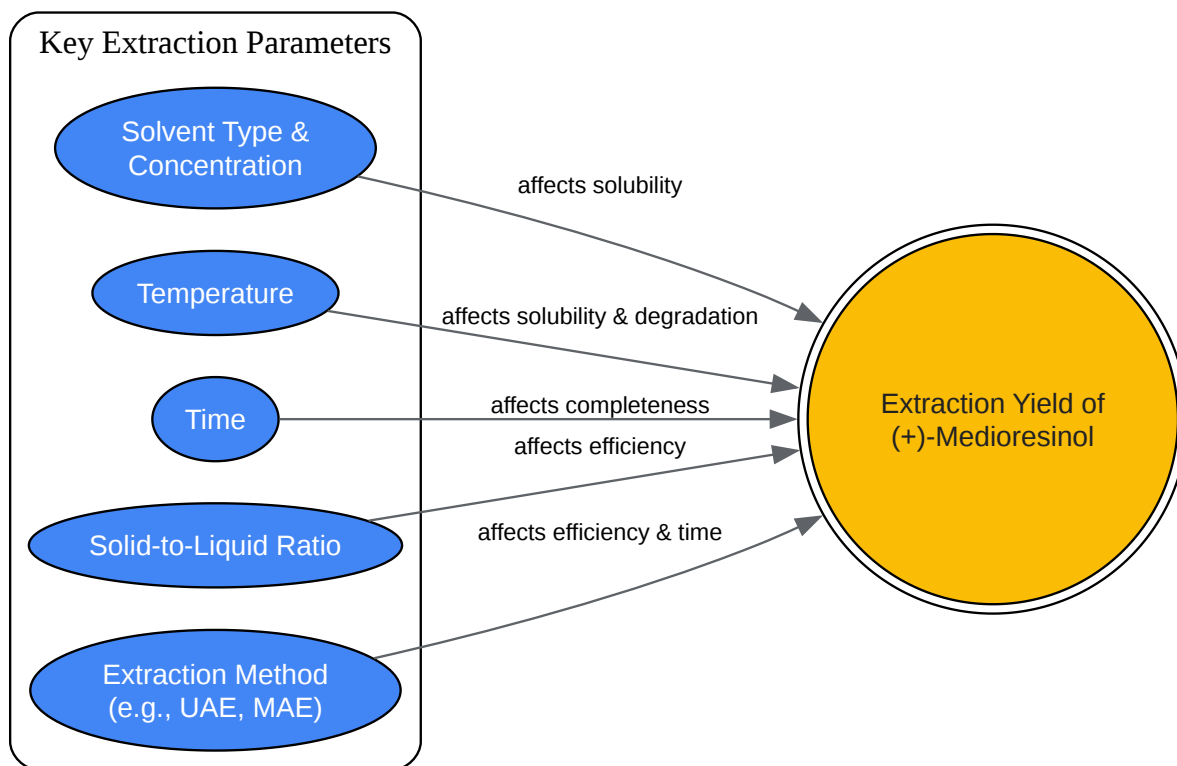 Key Extraction Parameters
Solvent Type &
Concentration
affects solubility
Temperature
affects solubility & degradation
Time
affects completeness
Solid-to-Liquid Ratio
affects efficiency
Extraction Method
(e.g., UAE, MAE)
affects efficiency & time
Extraction Yield of
(+)-Medioresinol